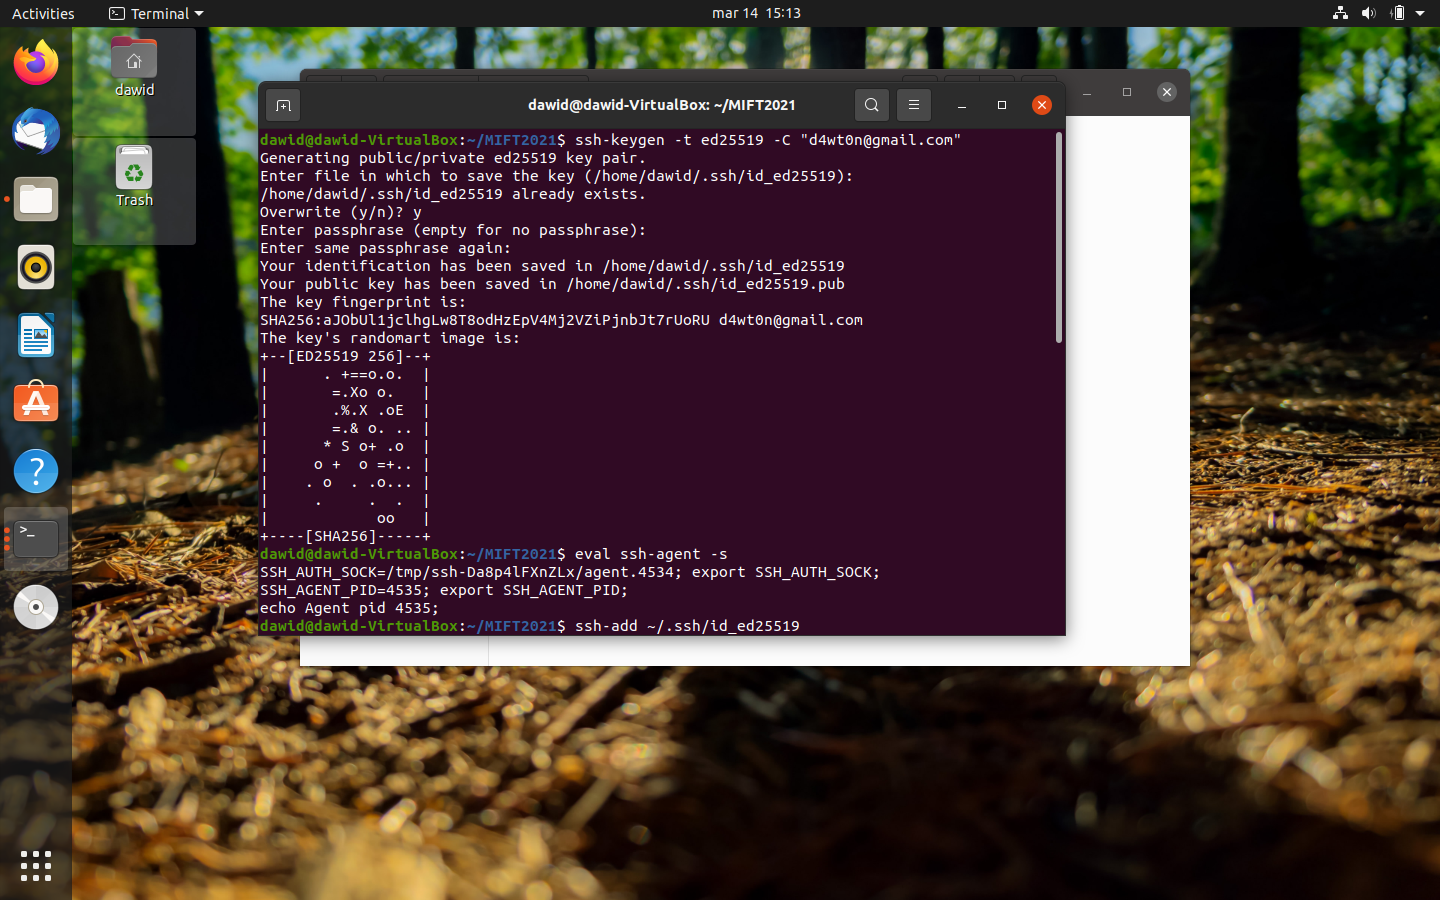 Activities
Terminal
mar 14 15:13
dawid
Trash
dawid@dawid-VirtualBox: ~/MIFT2021
dawid@dawid-VirtualBox:~/MIFT2021$ ssh-keygen -t ed25519 -C "d4wt0n@gmail.com"
Generating public/private ed25519 key pair.
Enter file in which to save the key (/home/dawid/.ssh/id_ed25519):
/home/dawid/.ssh/id_ed25519 already exists.
Overwrite (y/n)? y
Enter passphrase (empty for no passphrase):
Enter same passphrase again:
Your identification has been saved in /home/dawid/.ssh/id_ed25519
Your public key has been saved in /home/dawid/.ssh/id_ed25519.pub
The key fingerprint is:
SHA256:aJObUl1jclhgLw8T8odHzEpV4Mj2VZiPjnbJt7rUoRU d4wt0n@gmail.com
The key's randomart image is:
+--[ED25519 256]--+
|      . +==o.o.  |
|       =.Xo o.   |
|       .%.X .oE  |
|       =.& o. .. |
|      * S o+ .o  |
|     o +  o =+.. |
|    . o  . .o... |
|     .     .  .  |
|            oo   |
+----[SHA256]-----+
dawid@dawid-VirtualBox:~/MIFT2021$ eval ssh-agent -s
SSH_AUTH_SOCK=/tmp/ssh-Da8p4lFXnZLx/agent.4534; export SSH_AUTH_SOCK;
SSH_AGENT_PID=4535; export SSH_AGENT_PID;
echo Agent pid 4535;
dawid@dawid-VirtualBox:~/MIFT2021$ ssh-add ~/.ssh/id_ed25519